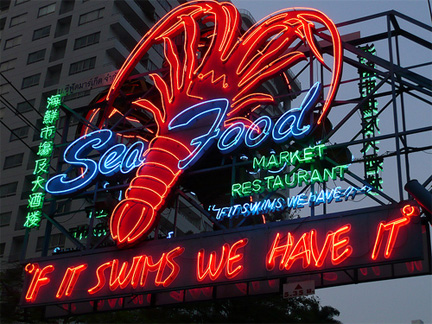 海鮮市場及大酒樓
Sea Food
MARKET
RESTAURANT
"IF IT SWIMS WE HAVE IT"
"IF IT SWIMS WE HAVE IT"